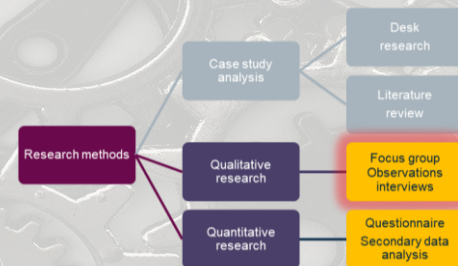 Desk
research
Case study
analysis
Literature
review
Research methods
Qualitative
research
Focus group
Observations
interviews
Quantitative
research
Questionnaire
Secondary data
analysis